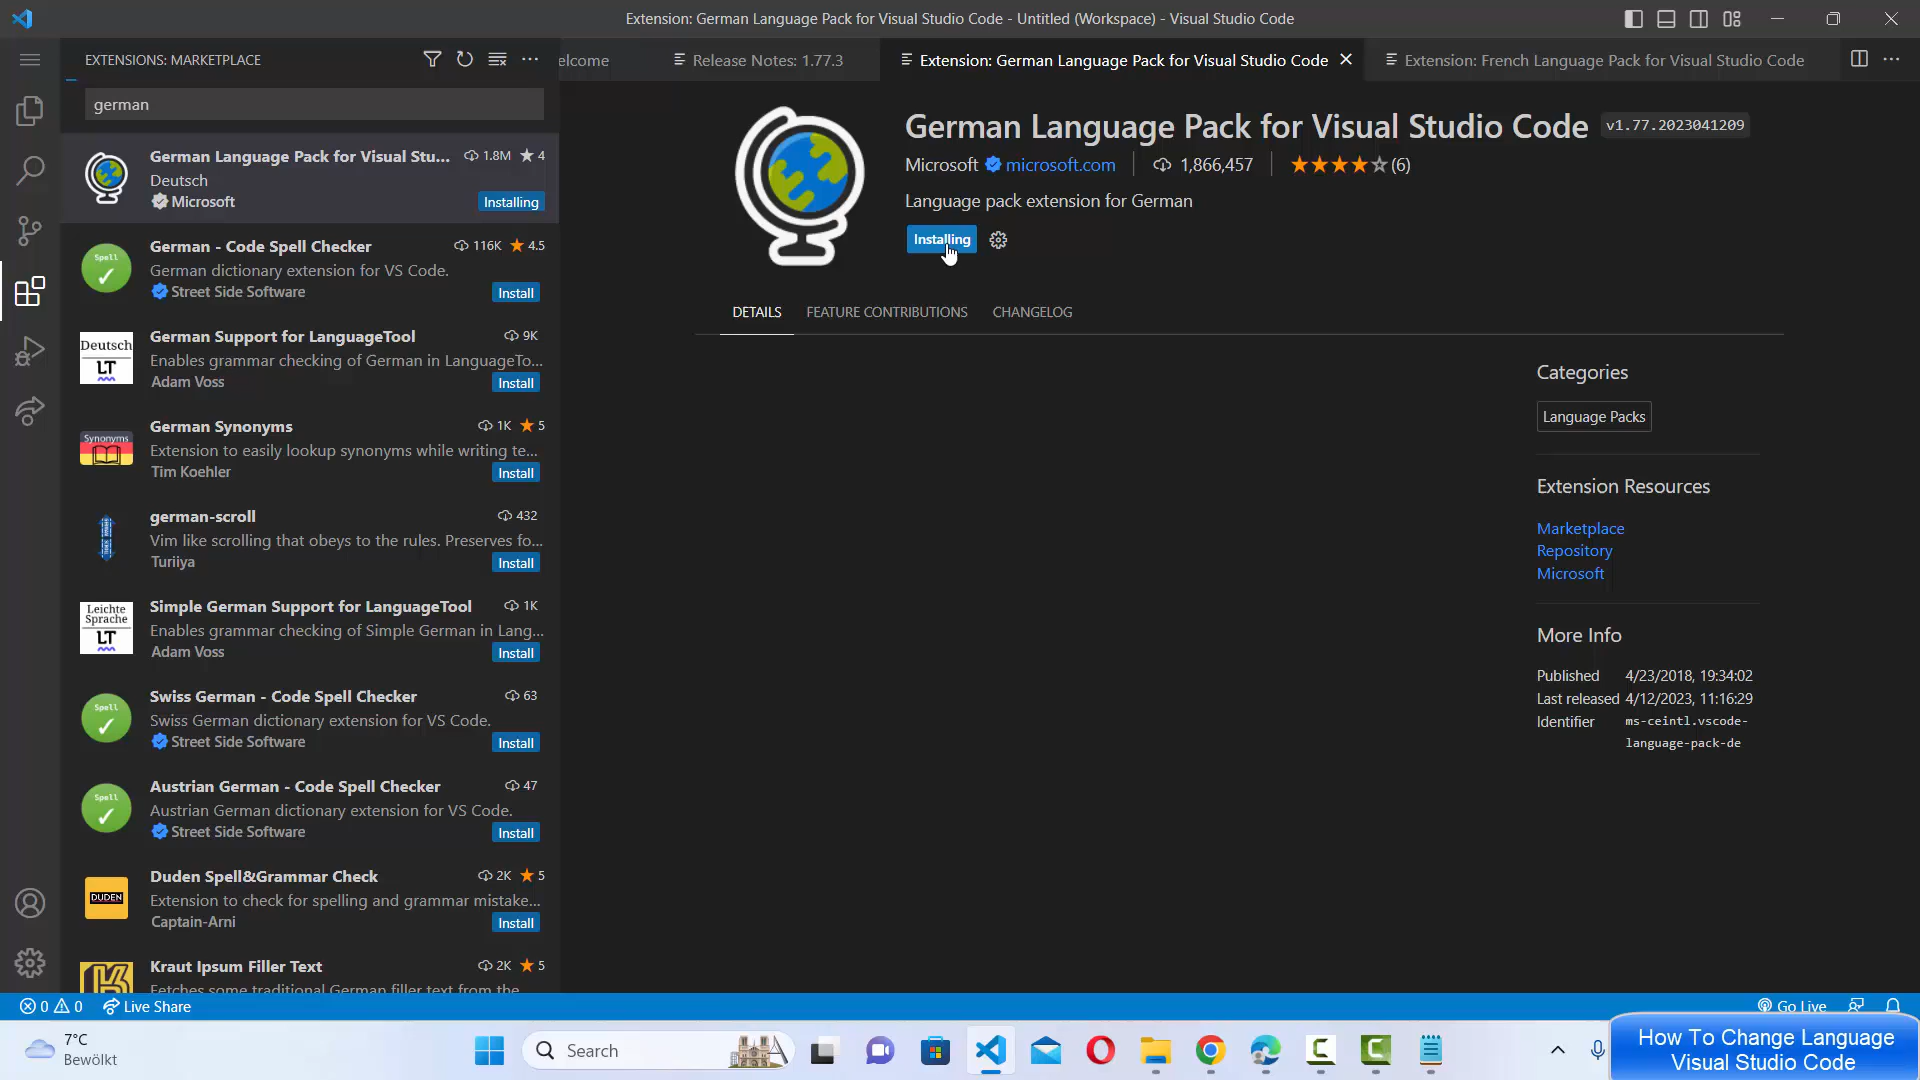 Extension: German Language Pack for Visual Studio Code - Untitled (Workspace) - Visual Studio Code
EXTENSIONS: MARKETPLACE
elcome
Release Notes: 1.77.3
Extension: German Language Pack for Visual Studio Code
Extension: French Language Pack for Visual Studio Code
german
German Language Pack for Visual Stu... 1.8M ★ 4
Deutsch
Microsoft
Installing
Spell
German - Code Spell Checker 116K ★ 4.5
German dictionary extension for VS Code.
Street Side Software
Install
Deutsch
LT
German Support for LanguageTool 9K
Enables grammar checking of German in LanguageTo...
Adam Voss
Install
Synonyms
German Synonyms 1K ★ 5
Extension to easily lookup synonyms while writing te...
Tim Koehler
Install
german-scroll 432
Vim like scrolling that obeys to the rules. Preserves fo...
Turiiya
Install
Leichte
Sprache
LT
Simple German Support for LanguageTool 1K
Enables grammar checking of Simple German in Lang...
Adam Voss
Install
Spell
Swiss German - Code Spell Checker 63
Swiss German dictionary extension for VS Code.
Street Side Software
Install
Spell
Austrian German - Code Spell Checker 47
Austrian German dictionary extension for VS Code.
Street Side Software
Install
DUDEN
Duden Spell&Grammar Check 2K ★ 5
Extension to check for spelling and grammar mistake...
Captain-Arni
Install
Kraut Ipsum Filler Text 2K ★ 5
Fetches some traditional German filler text from the
German Language Pack for Visual Studio Code v1.77.2023041209
Microsoft microsoft.com 1,866,457 ★★★★☆(6)
Language pack extension for German
Installing
DETAILS FEATURE CONTRIBUTIONS CHANGELOG
Categories
Language Packs
Extension Resources
Marketplace
Repository
Microsoft
More Info
Published 4/23/2018, 19:34:02
Last released 4/12/2023, 11:16:29
Identifier ms-ceintl.vscode-
language-pack-de
0 0 Live Share
Go Live
7°C
Bewölkt
Search
How To Change Language
Visual Studio Code